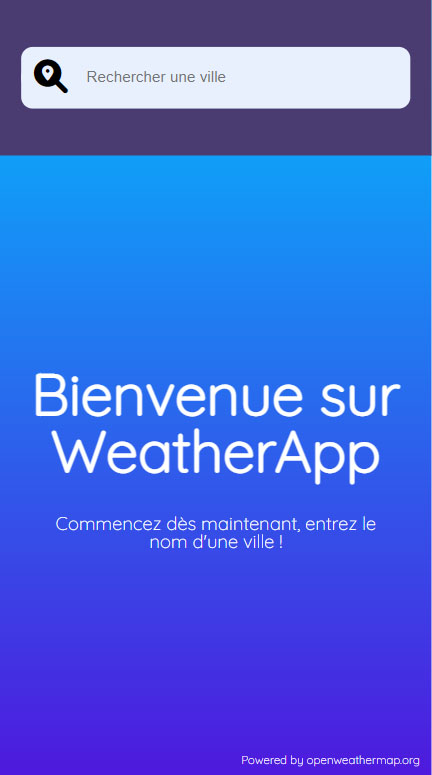 Rechercher une ville
Bienvenue sur
WeatherApp
Commencez dès maintenant, entrez le
nom d'une ville !
Powered by openweathermap.org